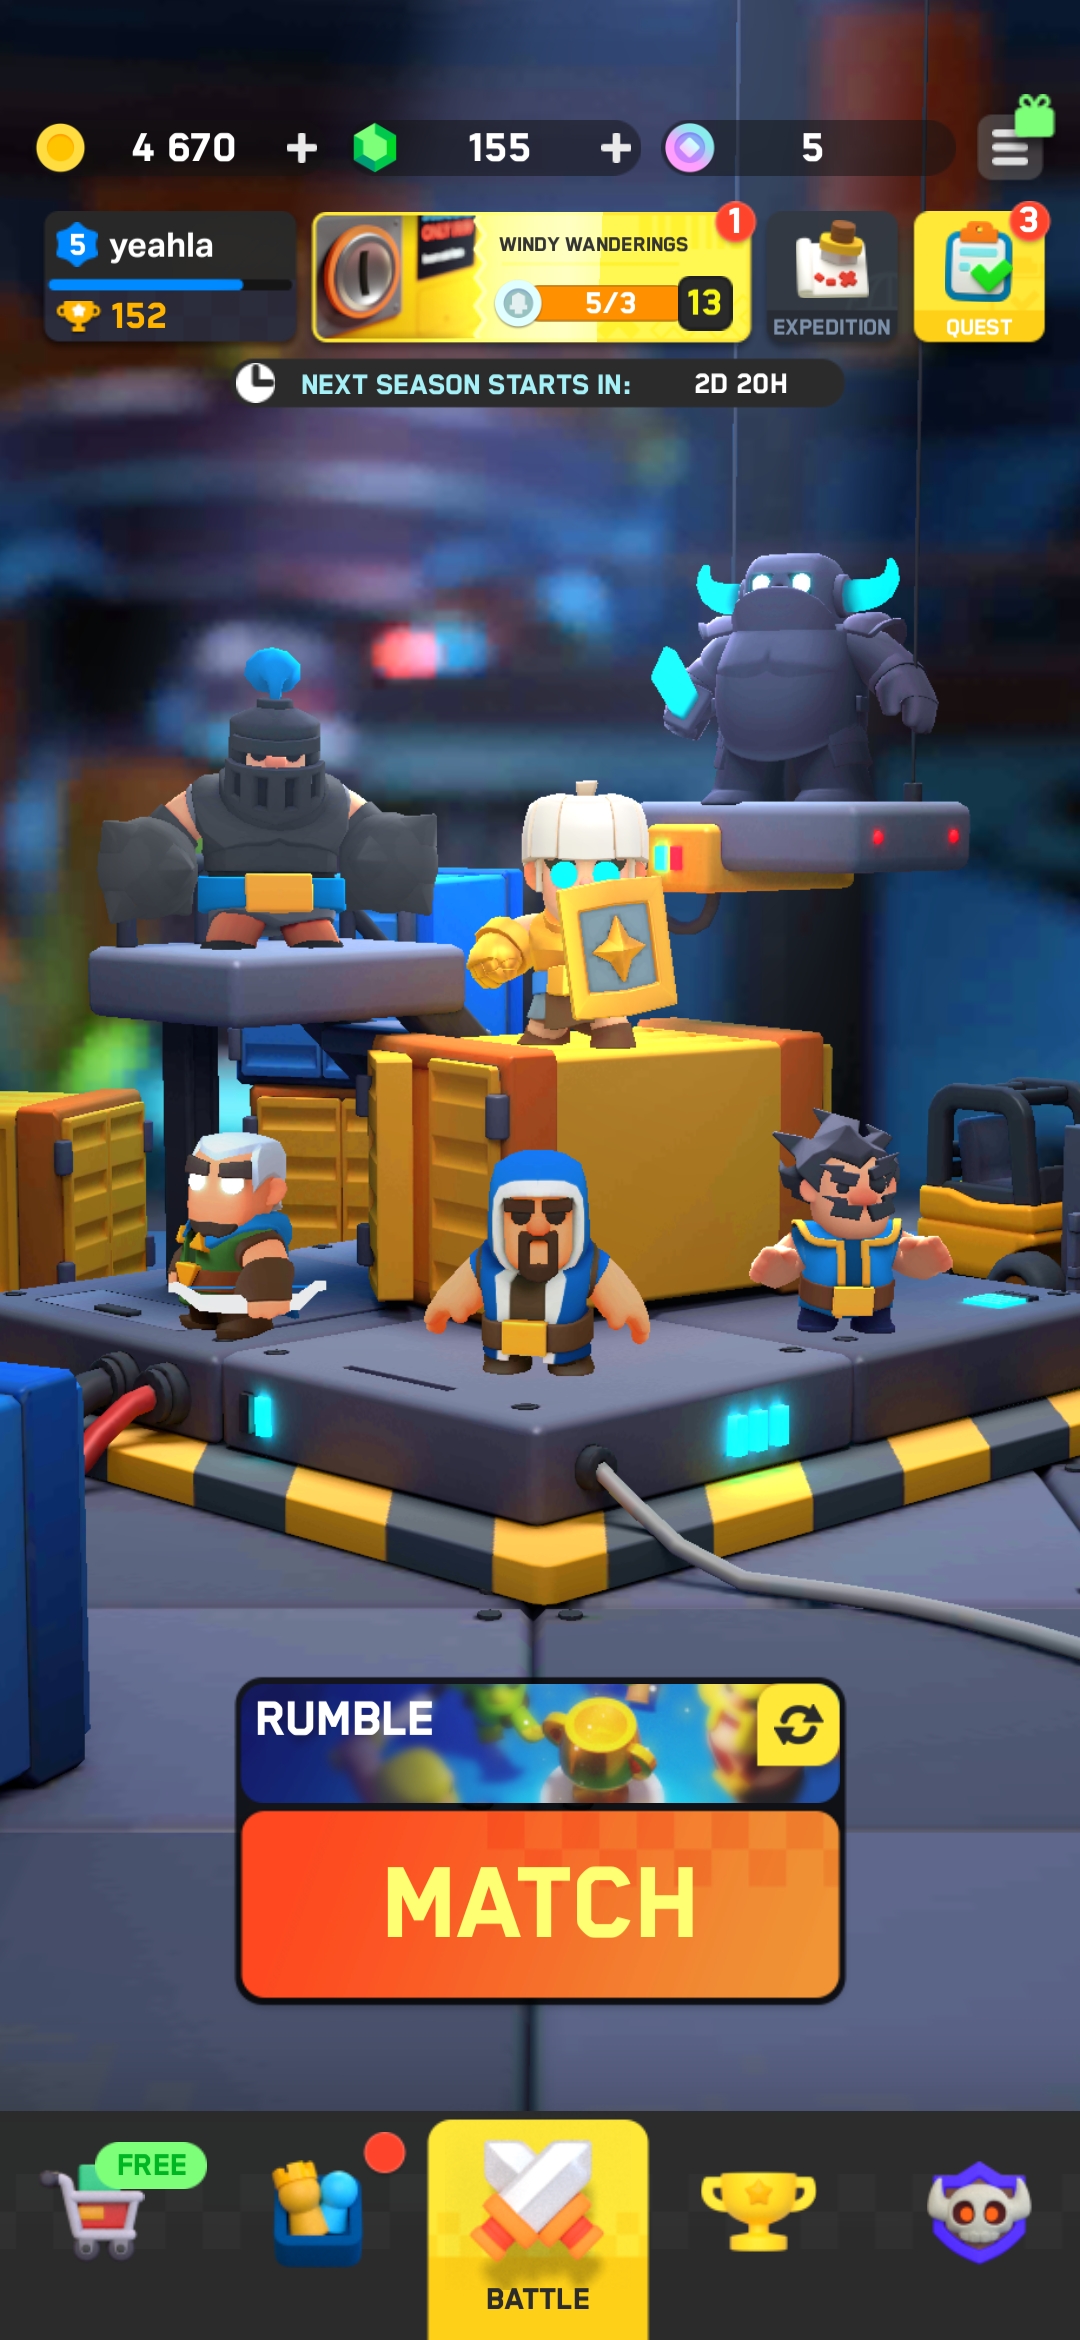 4 670
155
5
5 yeahla
152
WINDY WANDERINGS
5/3
13
1
EXPEDITION
QUEST
3
NEXT SEASON STARTS IN: 2D 20H
RUMBLE
MATCH
FREE
BATTLE